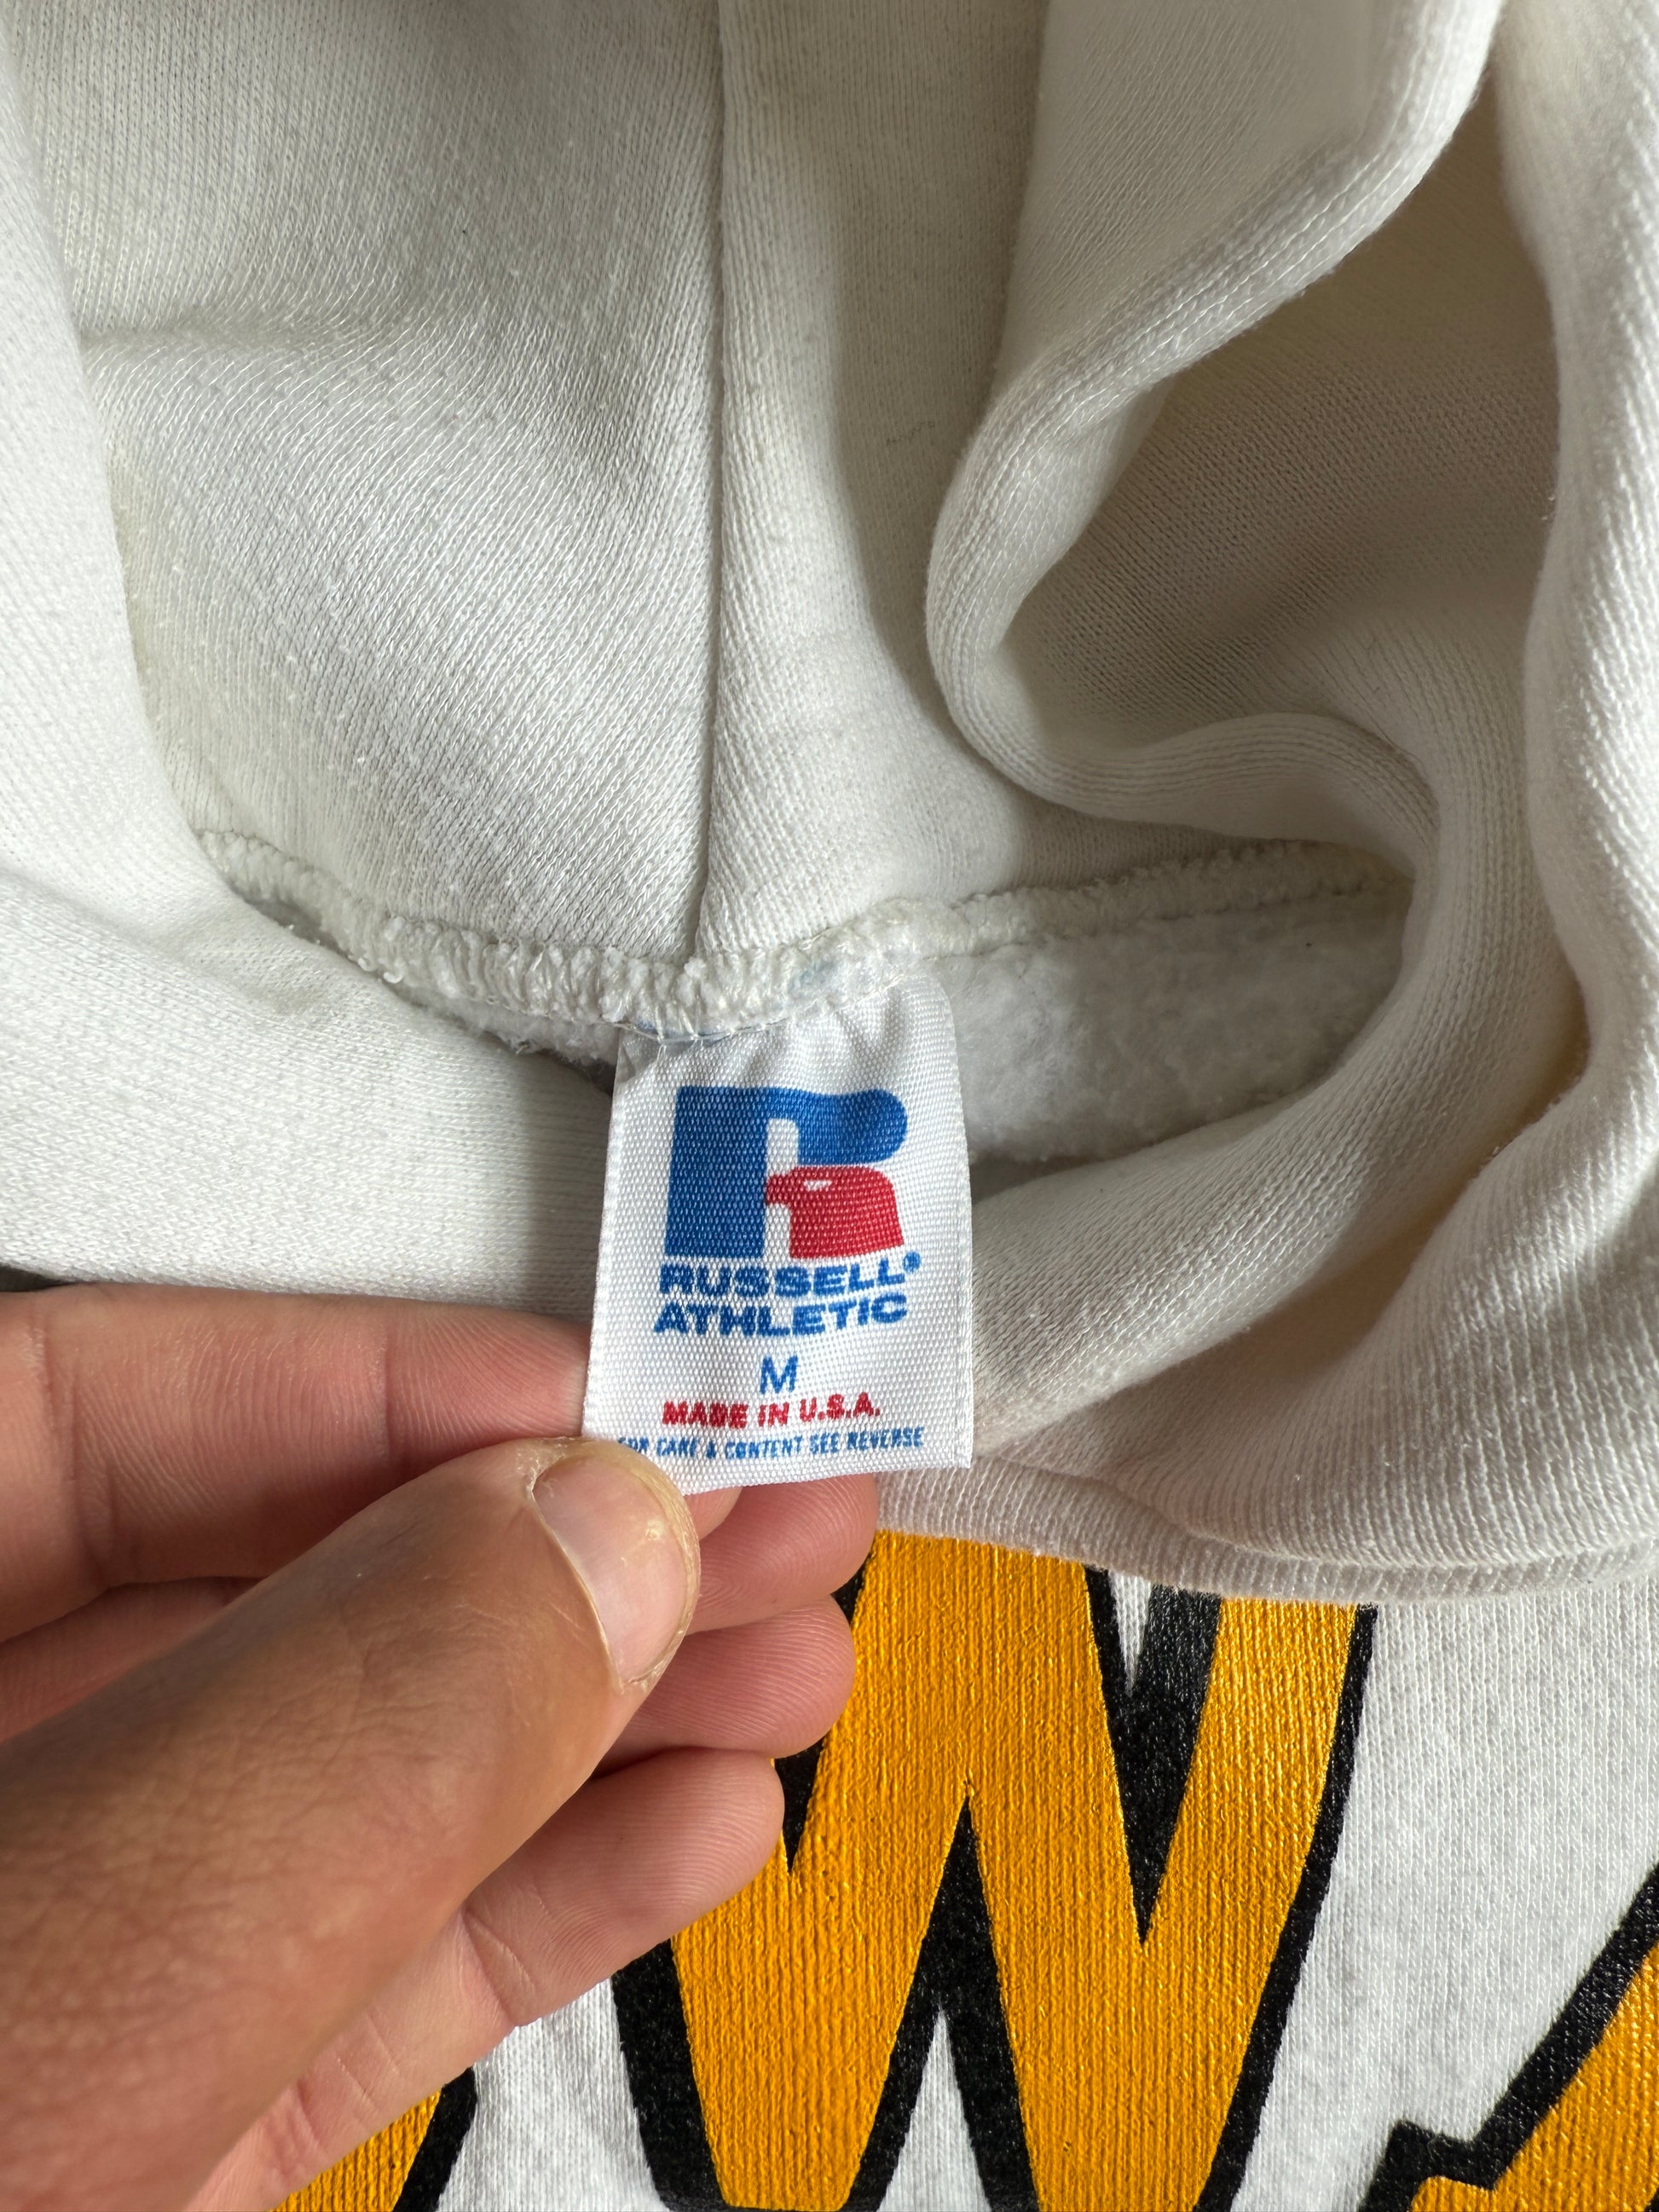 RUSSELL®
ATHLETIC
M
MADE IN U.S.A.
FOR CARE & CONTENT SEE REVERSE
W